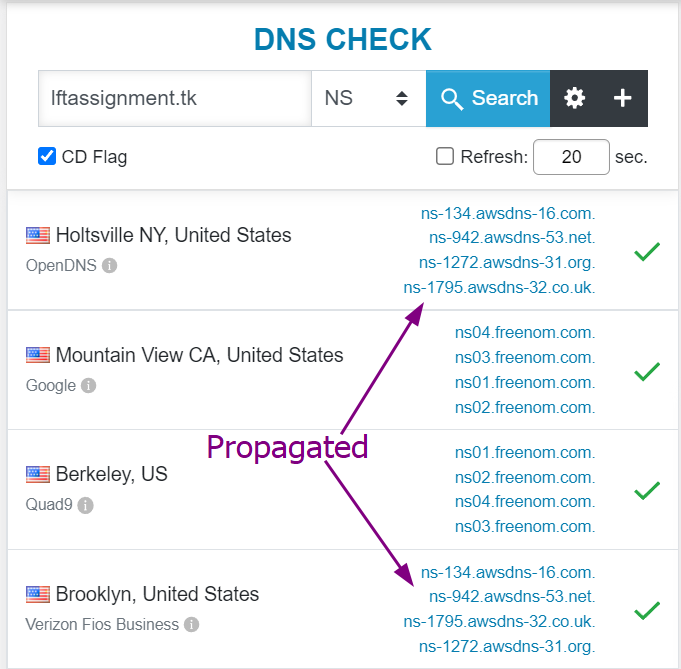 DNS CHECK
lftassignment.tk NS Search
CD Flag Refresh: 20 sec.
Holtsville NY, United States
OpenDNS
ns-134.awsdns-16.com.
ns-942.awsdns-53.net.
ns-1272.awsdns-31.org.
ns-1795.awsdns-32.co.uk.
Mountain View CA, United States
Google
ns04.freenom.com.
ns03.freenom.com.
ns01.freenom.com.
ns02.freenom.com.
Propagated
Berkeley, US
Quad9
ns01.freenom.com.
ns02.freenom.com.
ns04.freenom.com.
ns03.freenom.com.
Brooklyn, United States
Verizon Fios Business
ns-134.awsdns-16.com.
ns-942.awsdns-53.net.
ns-1795.awsdns-32.co.uk.
ns-1272.awsdns-31.org.